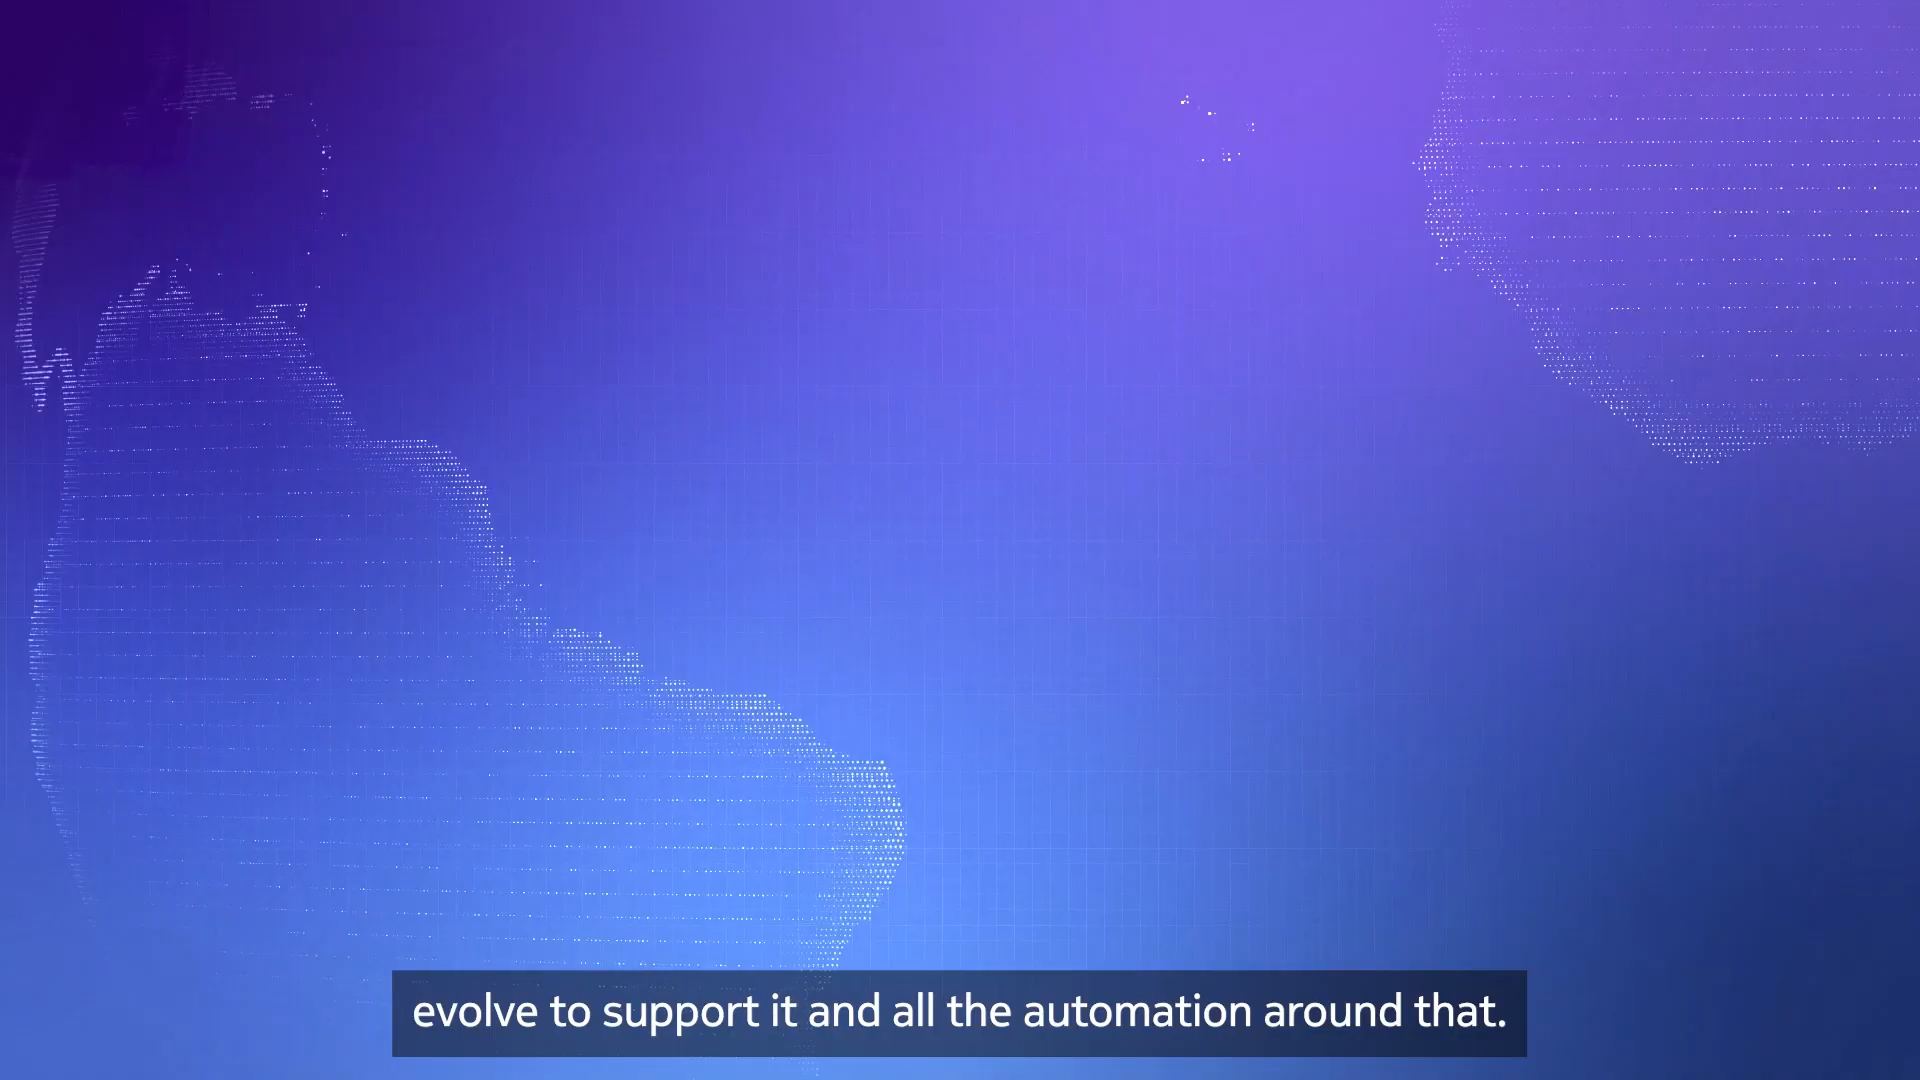 evolve to support it and all the automation around that.